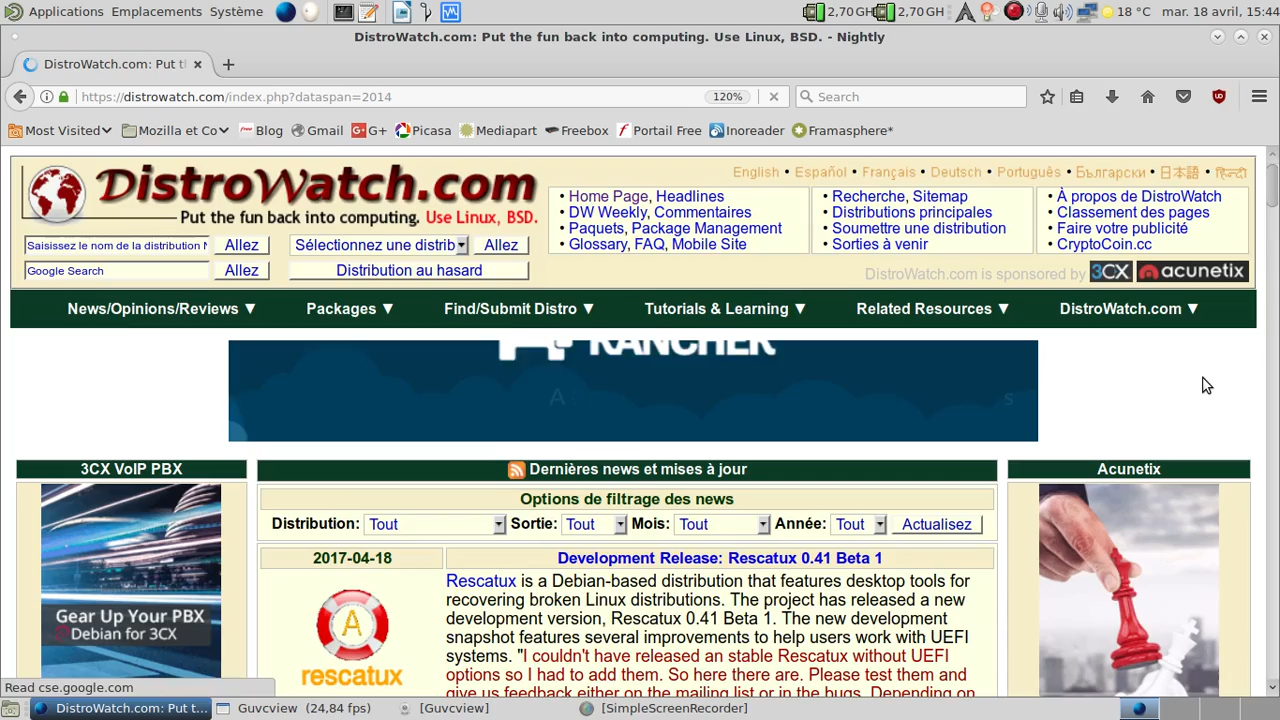 Applications Emplacements Système 2,70 GH 2,70 GH 18 °C mar. 18 avril, 15:44
DistroWatch.com: Put the fun back into computing. Use Linux, BSD. - Nightly
DistroWatch.com: Put t
https://distrowatch.com/index.php?dataspan=2014 120% Search
Most Visited Mozilla et Co Blog Gmail G+ Picasa Mediapart Freebox Portail Free Inoreader Framasphere*
DistroWatch.com
Put the fun back into computing. Use Linux, BSD.
English • Español • Français • Deutsch • Português • Български • 日本語 • हिन्दी
• Home Page, Headlines
• DW Weekly, Commentaires
• Paquets, Package Management
• Glossary, FAQ, Mobile Site
• Recherche, Sitemap
• Distributions principales
• Soumettre une distribution
• Sorties à venir
• À propos de DistroWatch
• Classement des pages
• Faire votre publicité
• CryptoCoin.cc
Saisissez le nom de la distribution Allez Sélectionnez une distrib Allez
Google Search Allez Distribution au hasard
DistroWatch.com is sponsored by 3CX acunetix
News/Opinions/Reviews ▼ Packages ▼ Find/Submit Distro ▼ Tutorials & Learning ▼ Related Resources ▼ DistroWatch.com ▼
RANCHER
A s
3CX VoIP PBX
Gear Up Your PBX
Debian for 3CX
Dernières news et mises à jour
Options de filtrage des news
Distribution: Tout Sortie: Tout Mois: Tout Année: Tout Actualisez
2017-04-18 Development Release: Rescatux 0.41 Beta 1
A
rescatux
Rescatux is a Debian-based distribution that features desktop tools for
recovering broken Linux distributions. The project has released a new
development version, Rescatux 0.41 Beta 1. The new development
snapshot features several improvements to help users work with UEFI
systems. "I couldn't have released an stable Rescatux without UEFI
options so I had to add them. So here there are. Please test them and
give us feedback either on the mailing list or in the bugs. Depending on
Acunetix
Read cse.google.com
DistroWatch.com: Put t... Guvcview (24,84 fps) [Guvcview] [SimpleScreenRecorder]